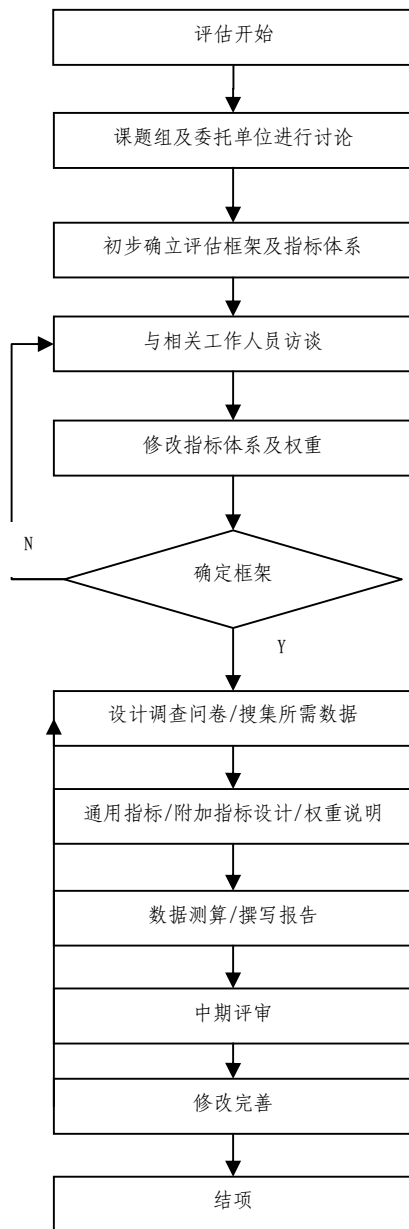 评估开始
课题组及委托单位进行讨论
初步确立评估框架及指标体系
与相关工作人员访谈
修改指标体系及权重
N
确定框架
Y
设计调查问卷/搜集所需数据
通用指标/附加指标设计/权重说明
数据测算/撰写报告
中期评审
修改完善
结项